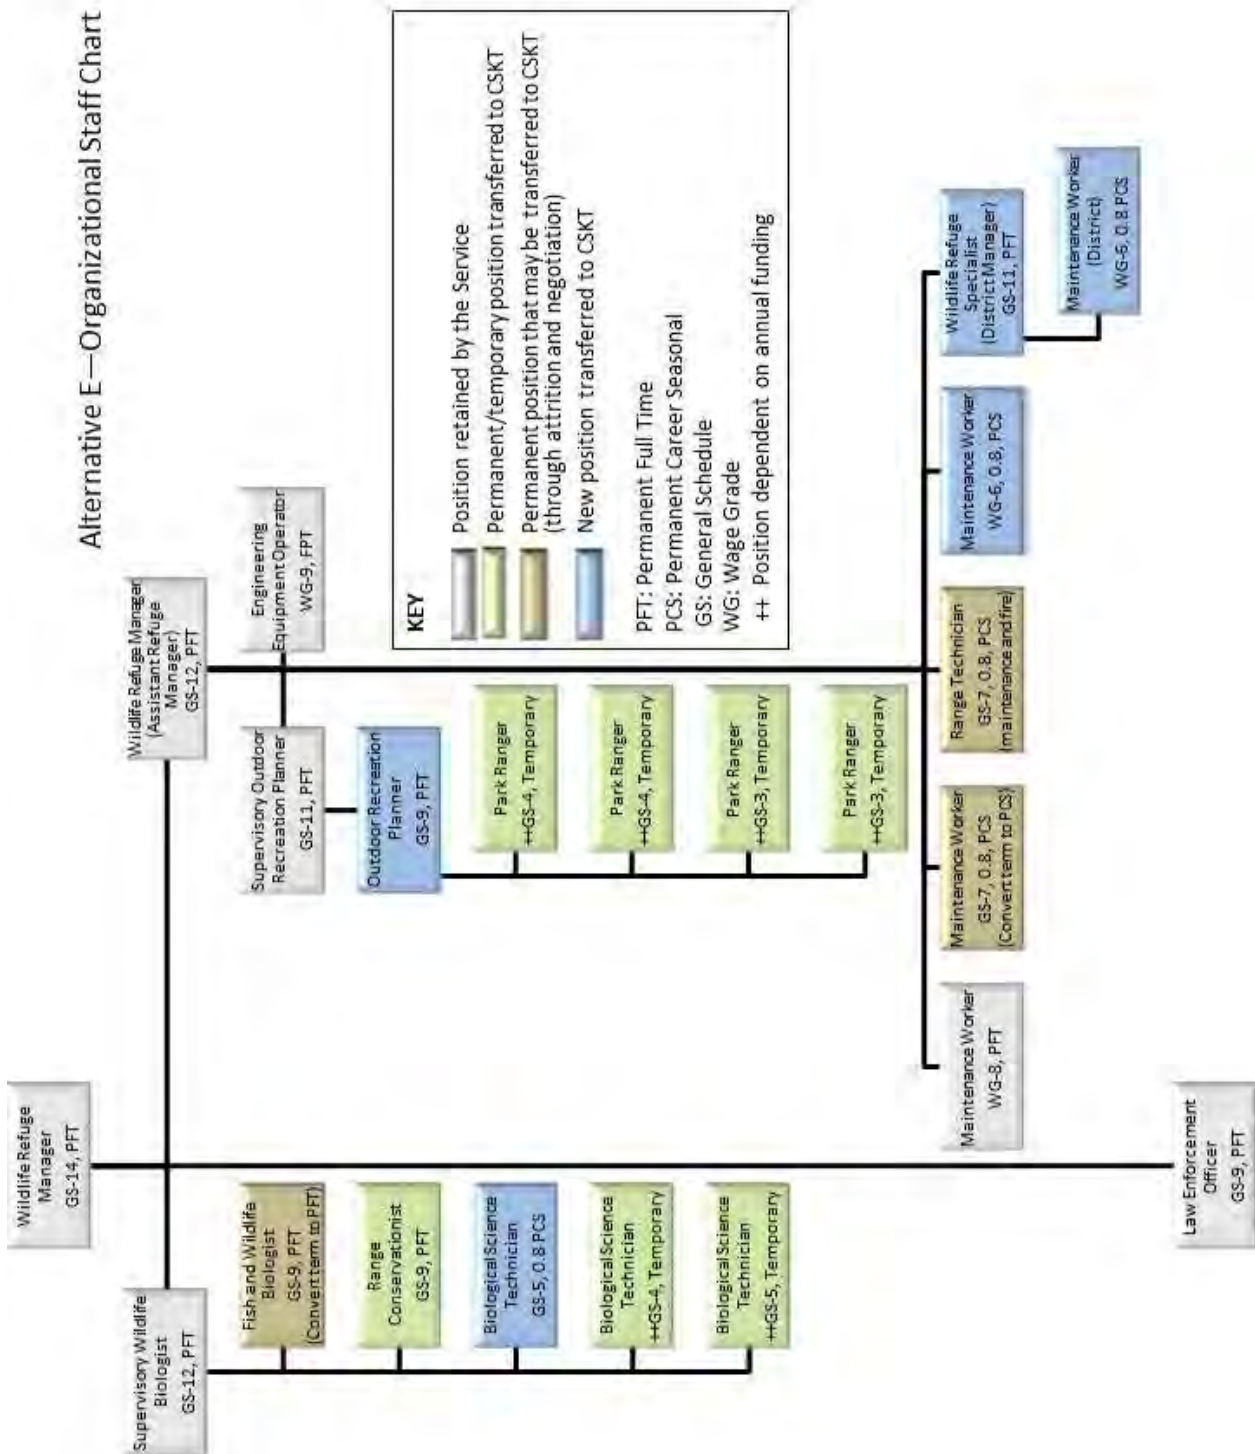 Alternative E—Organizational Staff Chart
Wildlife Refuge
Manager
GS-14, PFT
Supervisory Wildlife
Biologist
GS-12, PFT
Wildlife Refuge Manager
(Assistant Refuge
Manager)
GS-12, PFT
Fish and Wildlife
Biologist
GS-9, PFT
(Convert term to PFT)
Range
Conservationist
GS-9, PFT
Biological Science
Technician
GS-5, 0.8 PCS
Biological Science
Technician
++GS-4, Temporary
Biological Science
Technician
++GS-5, Temporary
Supervisory Outdoor
Recreation Planner
GS-11, PFT
Engineering
Equipment Operator
WG-9, FPT
Outdoor Recreation
Planner
GS-9, PFT
Park Ranger
++GS-4, Temporary
Park Ranger
++GS-4, Temporary
Park Ranger
++GS-3, Temporary
Park Ranger
++GS-3, Temporary
KEY
Position retained by the Service
Permanent/temporary position transferred to CSKT
Permanent position that may be transferred to CSKT
(through attrition and negotiation)
New position transferred to CSKT
PFT: Permanent Full Time
PCS: Permanent Career Seasonal
GS: General Schedule
WG: Wage Grade
++ Position dependent on annual funding
Maintenance Worker
WG-8, PFT
Maintenance Worker
GS-7, 0.8, PCS
(Convert term to PCS)
Range Technician
GS-7, 0.8, PCS
(maintenance and fire)
Maintenance Worker
WG-6, 0.8, PCS
Wildlife Refuge
Specialist
(District Manager)
GS-11, PFT
Maintenance Worker
(District)
WG-6, 0.8 PCS
Law Enforcement
Officer
GS-9, PFT